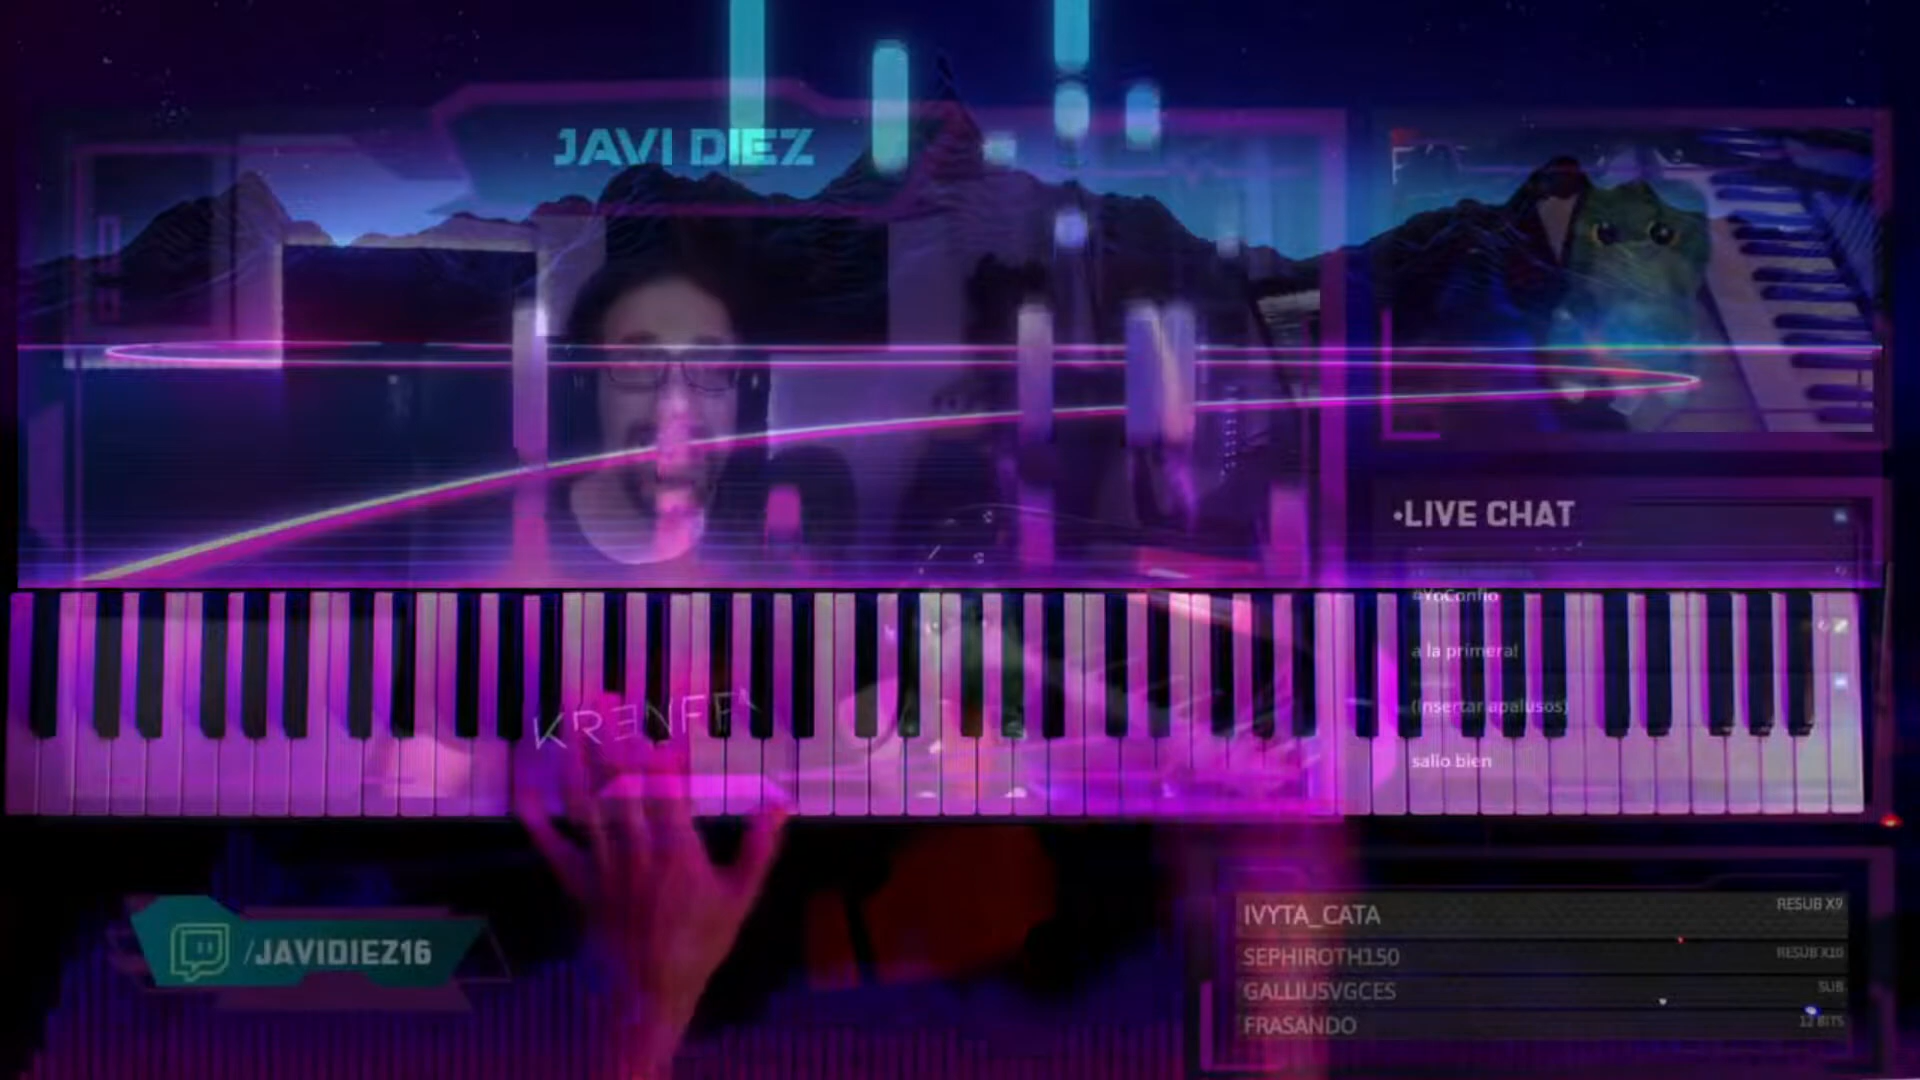 JAVI DIEZ
•LIVE CHAT
#YoConfio
a la primera!
(Insertar apalusos)
salio bien
/JAVIDIEZ16
IVYTA_CATA RESUB X9
SEPHIROTH150 RESUB X10
GALLIUSVGCES SUB
FRASANDO 12 BITS